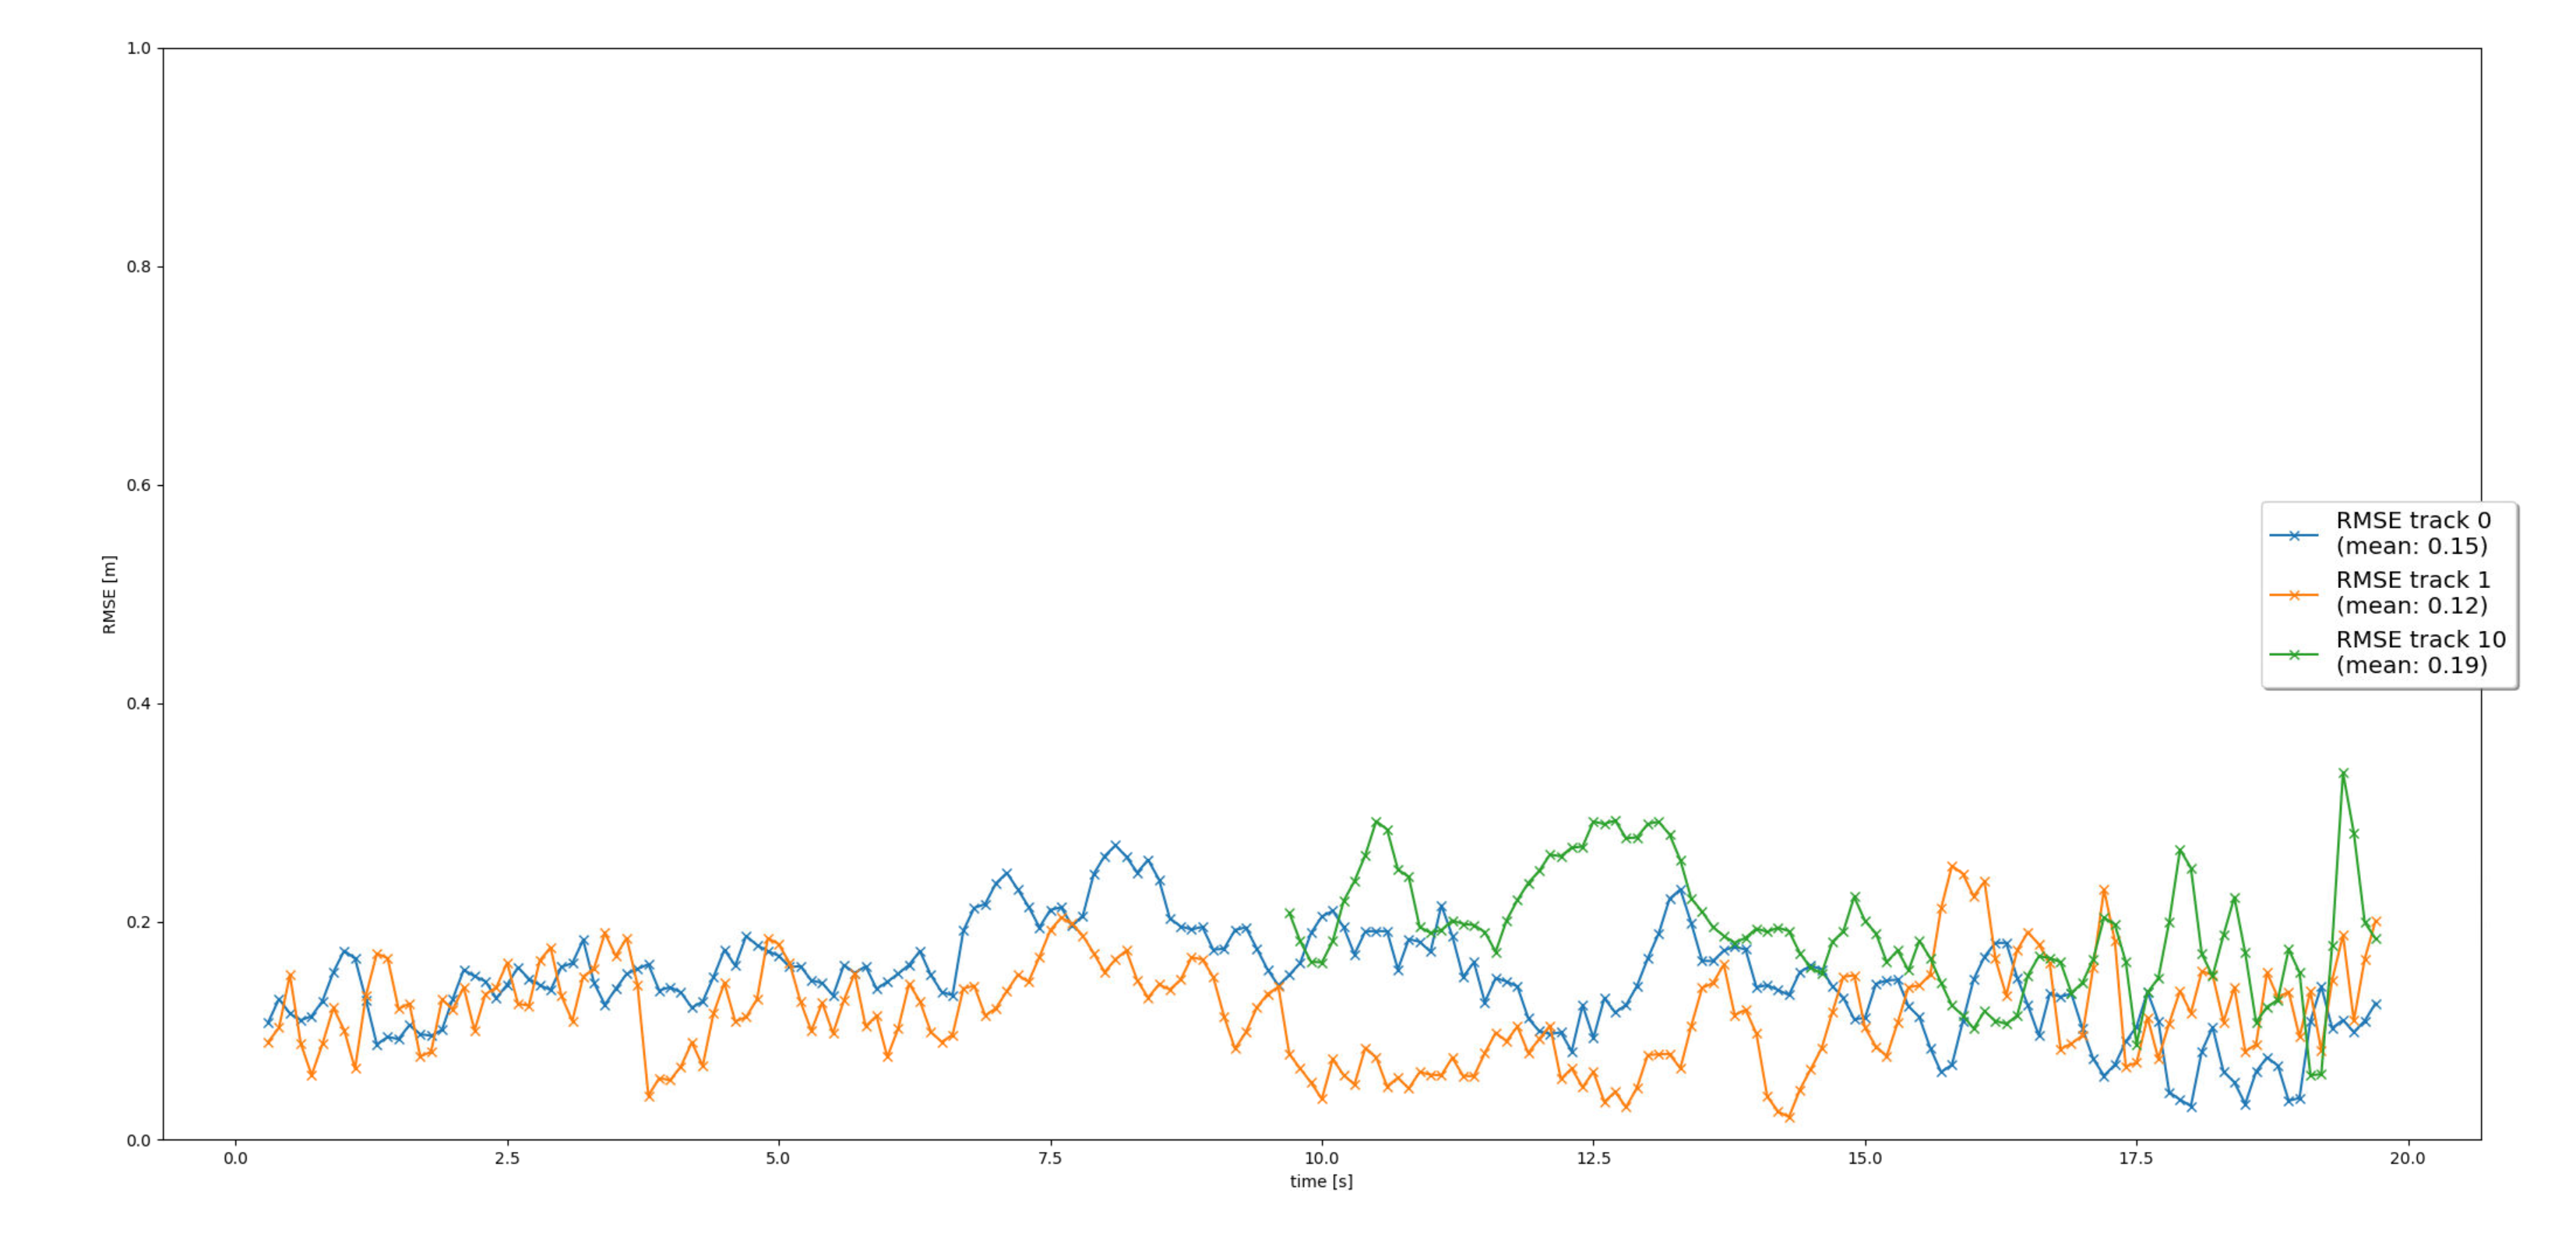 1.0
0.8
0.6
0.4
0.2
0.0
RMSE [m]
0.0 2.5 5.0 7.5 10.0 12.5 15.0 17.5 20.0
time [s]
RMSE track 0
(mean: 0.15)
RMSE track 1
(mean: 0.12)
RMSE track 10
(mean: 0.19)